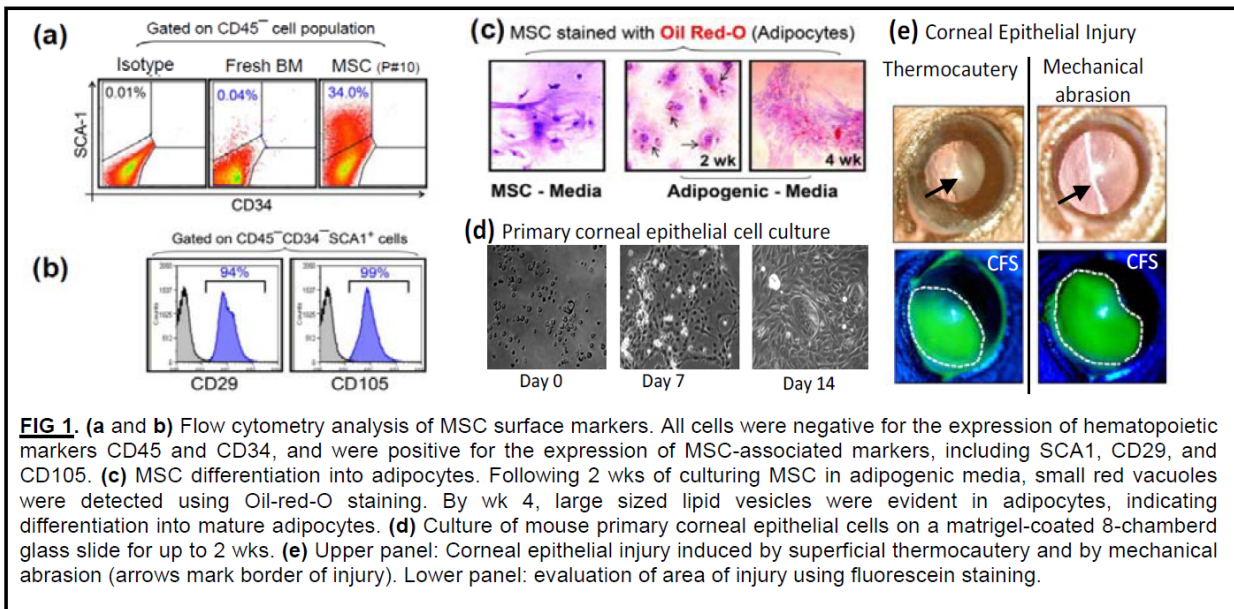 (a)
Gated on CD45⁻ cell population
Isotype
Fresh BM
MSC (P#10)
0.01%
0.04%
34.0%
SCA-1
CD34
(b)
Gated on CD45⁻CD34⁻SCA1⁺ cells
94%
99%
Counts
Counts
CD29
CD105
(c) MSC stained with Oil Red-O (Adipocytes)
2 wk
4 wk
MSC - Media
Adipogenic - Media
(d) Primary corneal epithelial cell culture
Day 0
Day 7
Day 14
(e) Corneal Epithelial Injury
Thermocautery
Mechanical
abrasion
CFS
CFS
FIG 1. (a and b) Flow cytometry analysis of MSC surface markers. All cells were negative for the expression of hematopoietic
markers CD45 and CD34, and were positive for the expression of MSC-associated markers, including SCA1, CD29, and
CD105. (c) MSC differentiation into adipocytes. Following 2 wks of culturing MSC in adipogenic media, small red vacuoles
were detected using Oil-red-O staining. By wk 4, large sized lipid vesicles were evident in adipocytes, indicating
differentiation into mature adipocytes. (d) Culture of mouse primary corneal epithelial cells on a matrigel-coated 8-chamberd
glass slide for up to 2 wks. (e) Upper panel: Corneal epithelial injury induced by superficial thermocautery and by mechanical
abrasion (arrows mark border of injury). Lower panel: evaluation of area of injury using fluorescein staining.